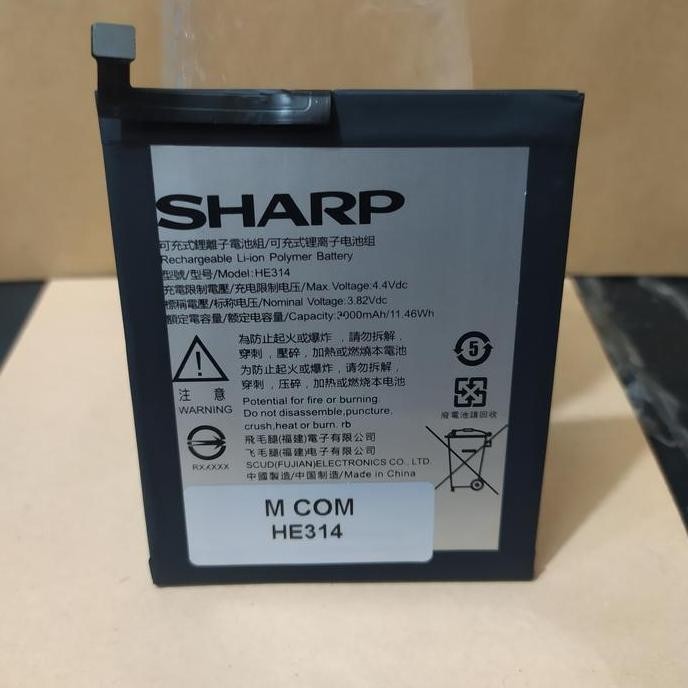 SHARP
可充式鋰離子電池組/可充式锂离子电池组
Rechargeable Li-ion Polymer Battery
型號/型号/Model:HE314
充電限制電壓/充电限制电压/Max. Voltage:4.4Vdc
標稱電壓/标称电压/Nominal Voltage:3.82Vdc
額定電容量/额定电容量/Capacity:3000mAh/11.46Wh
為防止起火或爆炸，請勿拆解，
穿刺，壓碎，加熱或燃燒本電池
为防止起火或爆炸，请勿拆解，
穿刺，压碎，加热或燃烧本电池
注 意
WARNING
Potential for fire or burning.
Do not disassemble,puncture,
crush,heat or burn. rb
5
廢電池請回收
RXXXXX
飛毛腿(福建)電子有限公司
飞毛腿(福建)电子有限公司
SCUD(FUJIAN)ELECTRONICS CO., LTD.
中國製造/中国制造/Made in China
M COM
HE314